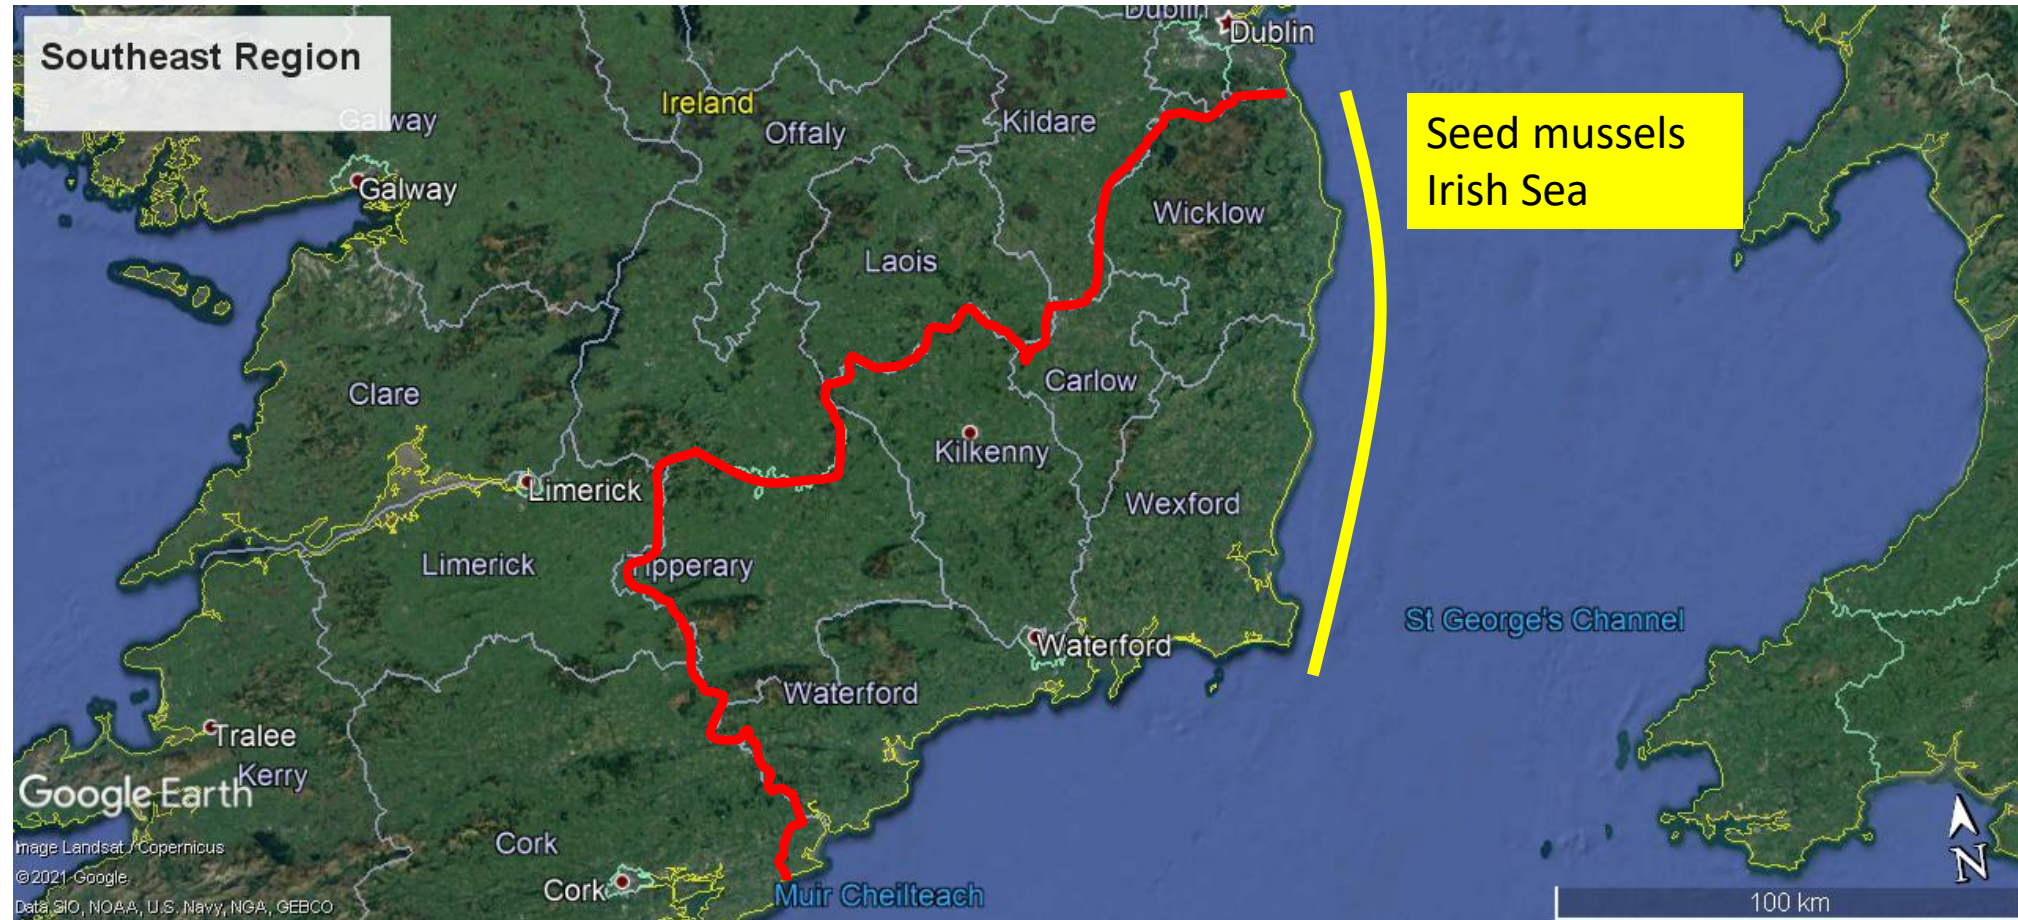 Southeast Region
Dublin
Dublin
Ireland
Galway
Offaly
Kildare
Seed mussels
Irish Sea
Galway
Wicklow
Laois
Clare
Carlow
Kilkenny
Limerick
Wexford
Limerick
Tipperary
St George's Channel
Waterford
Waterford
Tralee
Kerry
Google Earth
Cork
Image Landsat / Copernicus
© 2021 Google
Cork
Muir Cheilteach
Data SIO, NOAA, U.S. Navy, NGA, GEBCO
100 km
N